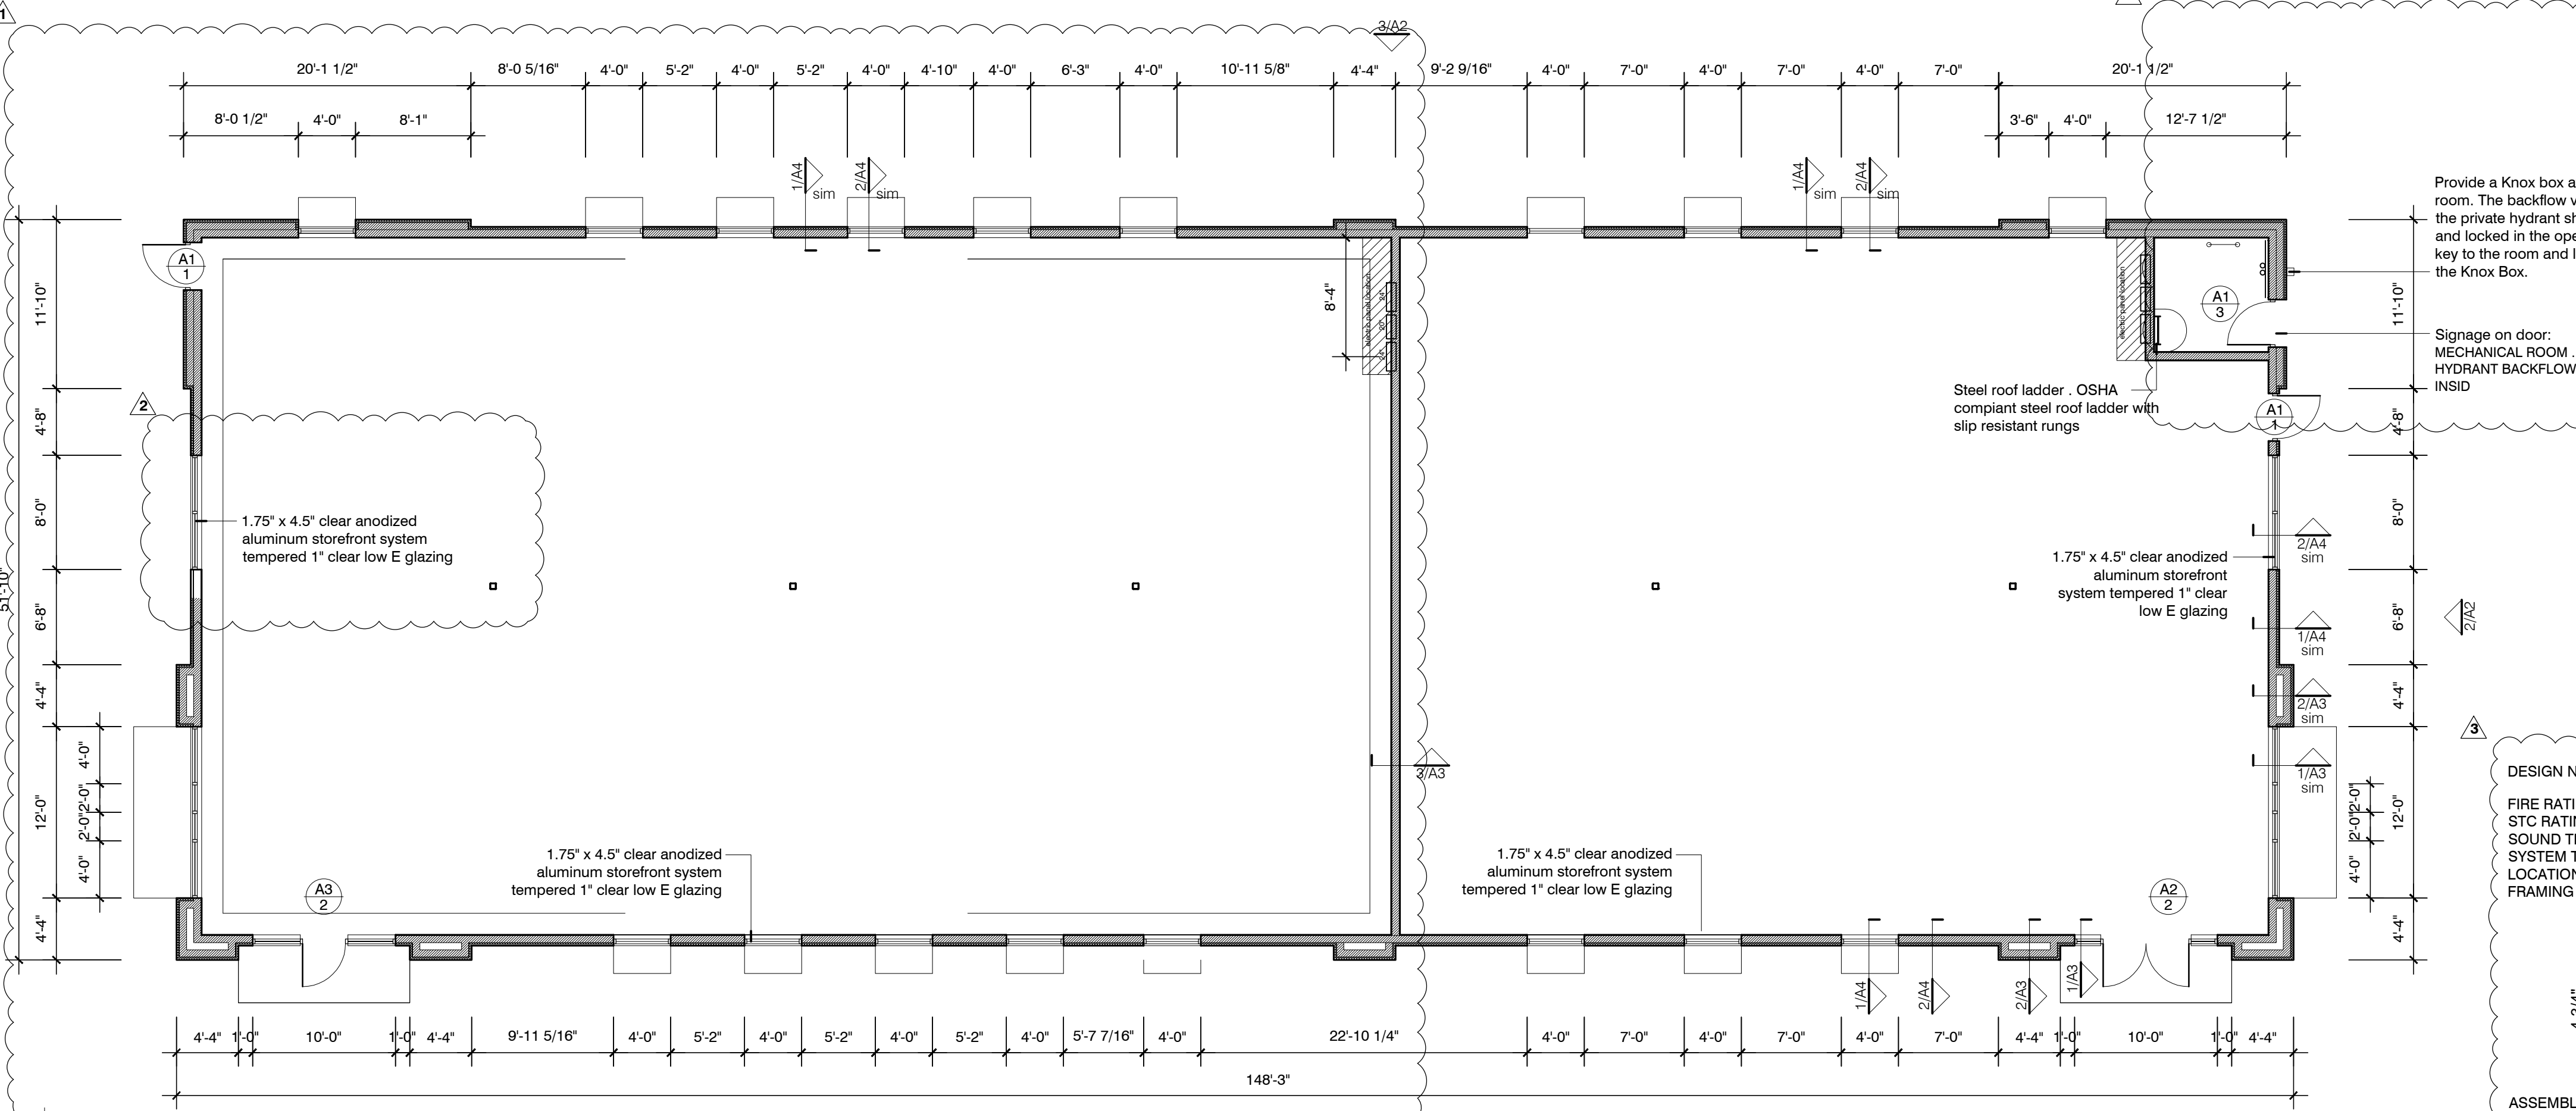 1
3/A2
20'-1 1/2"
8'-0 5/16"
4'-0"
5'-2"
4'-0"
5'-2"
4'-0"
4'-10"
4'-0"
6'-3"
4'-0"
10'-11 5/8"
4'-4"
9'-2 9/16"
4'-0"
7'-0"
4'-0"
7'-0"
4'-0"
7'-0"
20'-1 1/2"
8'-0 1/2"
4'-0"
8'-1"
3'-6"
4'-0"
12'-7 1/2"
1/A4
sim
2/A4
sim
1/A4
sim
2/A4
sim
Provide a Knox box a
room. The backflow v
the private hydrant sh
and locked in the ope
key to the room and l
the Knox Box.
A1
1
8'-4"
electric panel location
24"
20"
24"
electric panel location
A1
3
Signage on door:
MECHANICAL ROOM .
HYDRANT BACKFLOW
INSID
Steel roof ladder . OSHA
compiant steel roof ladder with
slip resistant rungs
A1
1
51'-10"
11'-10"
4'-8"
8'-0"
6'-8"
4'-4"
12'-0"
4'-4"
4'-0"
2'-0"
2'-0"
4'-0"
2
1.75" x 4.5" clear anodized
aluminum storefront system
tempered 1" clear low E glazing
1.75" x 4.5" clear anodized
aluminum storefront
system tempered 1" clear
low E glazing
11'-10"
4'-8"
8'-0"
6'-8"
4'-4"
12'-0"
4'-4"
2'-0"
2'-0"
4'-0"
2/A4
sim
1/A4
sim
2/A3
sim
1/A3
sim
2/A2
3/A3
3
DESIGN N
FIRE RATI
STC RATIN
SOUND TE
SYSTEM T
LOCATION
FRAMING
1.75" x 4.5" clear anodized
aluminum storefront system
tempered 1" clear low E glazing
1.75" x 4.5" clear anodized
aluminum storefront system
tempered 1" clear low E glazing
A3
2
A2
2
1/A4
2/A4
2/A3
1/A3
4'-4"
1'-0"
10'-0"
1'-0"
4'-4"
9'-11 5/16"
4'-0"
5'-2"
4'-0"
5'-2"
4'-0"
5'-2"
4'-0"
5'-7 7/16"
4'-0"
22'-10 1/4"
4'-0"
7'-0"
4'-0"
7'-0"
4'-0"
7'-0"
4'-4"
1'-0"
10'-0"
1'-0"
4'-4"
148'-3"
ASSEMBL